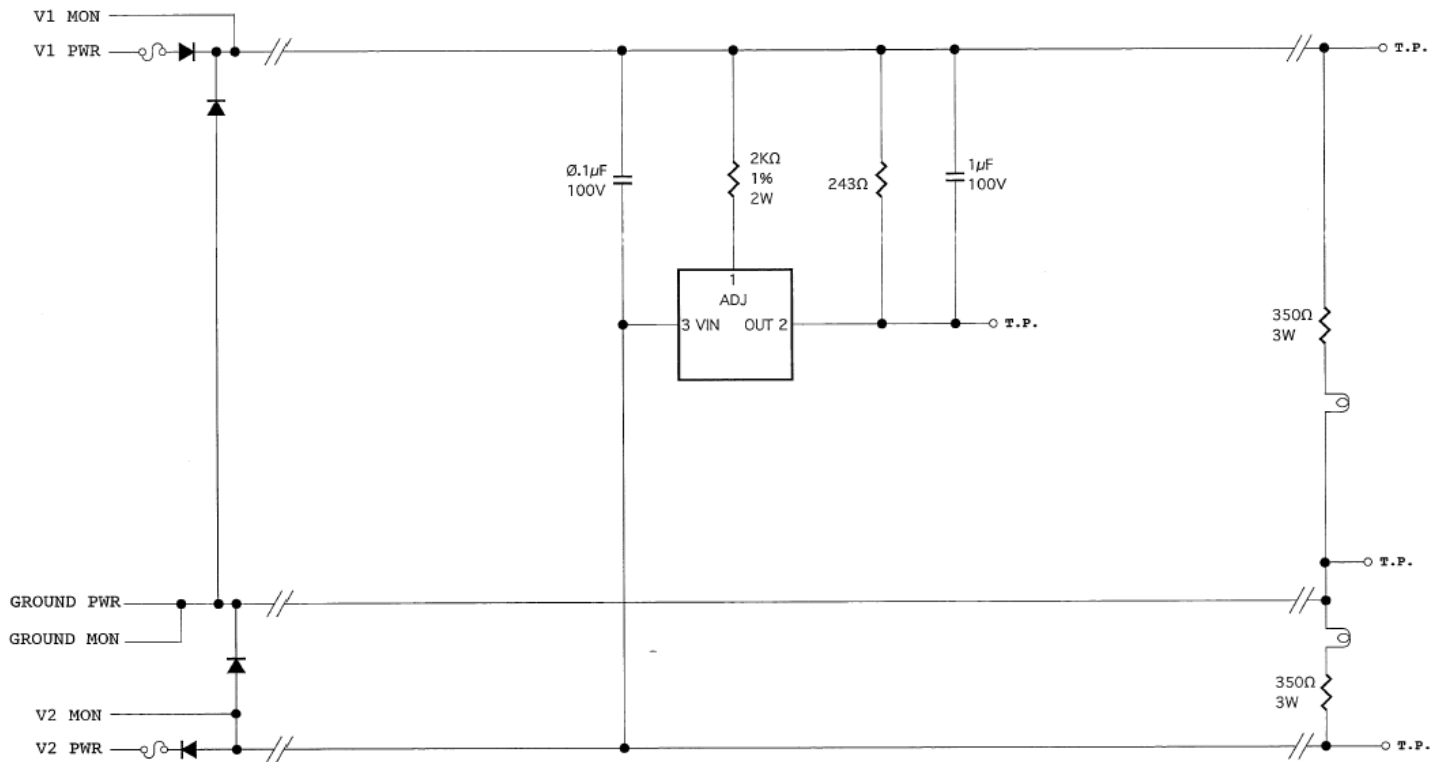 V1 MON
V1 PWR
T.P.
Ø.1µF
100V
2KΩ
1%
2W
243Ω
1µF
100V
1
ADJ
3 VIN OUT 2
T.P.
350Ω
3W
T.P.
GROUND PWR
GROUND MON
350Ω
3W
V2 MON
V2 PWR
T.P.